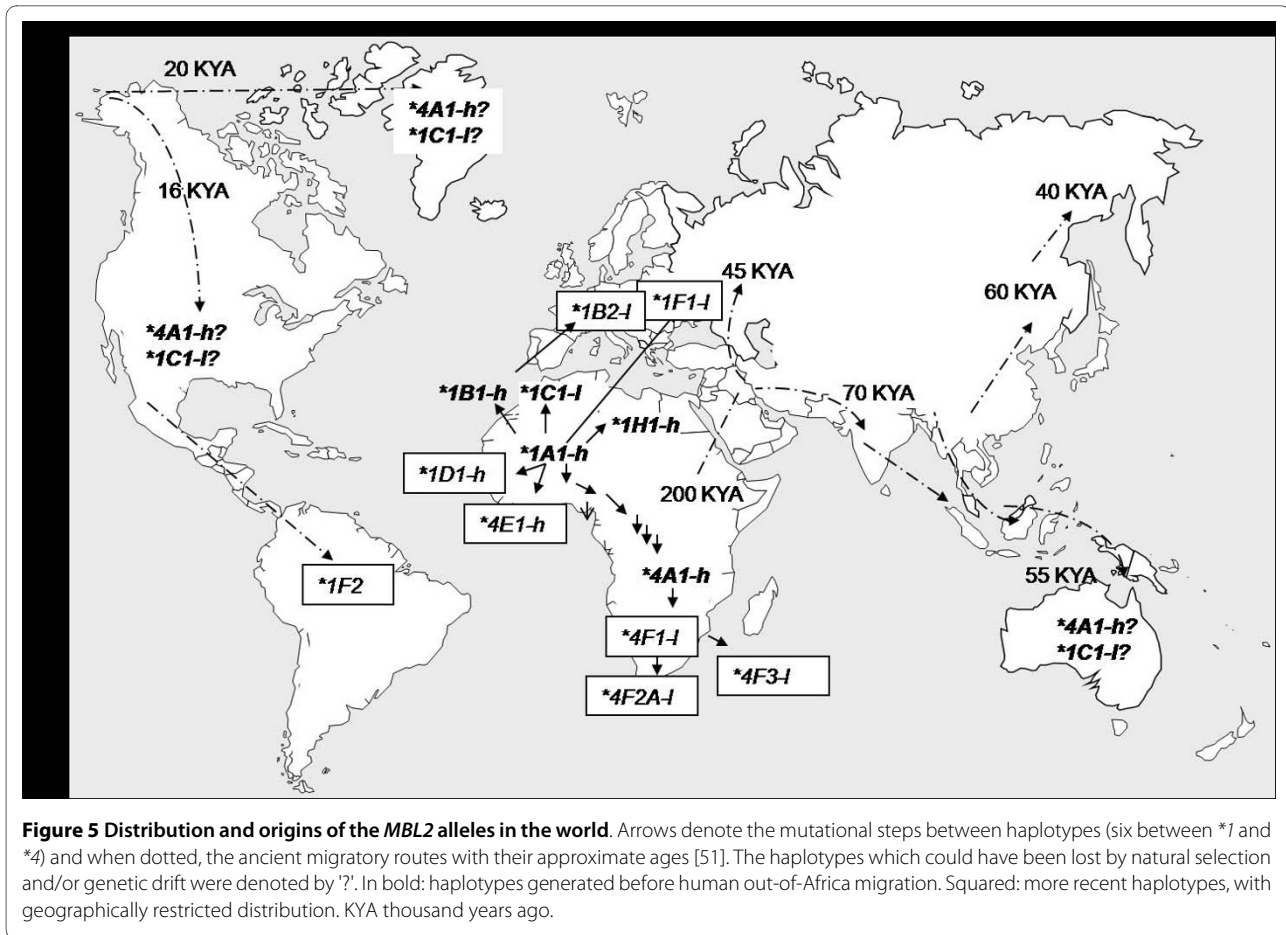 20 KYA
*4A1-h?
*1C1-l?
16 KYA
40 KYA
45 KYA
60 KYA
*1B2-l
*1F1-l
*4A1-h?
*1C1-l?
70 KYA
*1B1-h
*1C1-l
*1H1-h
*1A1-h
*1D1-h
200 KYA
*4E1-h
*4A1-h
55 KYA
*1F2
*4A1-h?
*1C1-l?
*4F1-l
*4F3-l
*4F2A-l
Figure 5 Distribution and origins of the MBL2 alleles in the world. Arrows denote the mutational steps between haplotypes (six between *1 and
*4) and when dotted, the ancient migratory routes with their approximate ages [51]. The haplotypes which could have been lost by natural selection
and/or genetic drift were denoted by '?'. In bold: haplotypes generated before human out-of-Africa migration. Squared: more recent haplotypes, with
geographically restricted distribution. KYA thousand years ago.